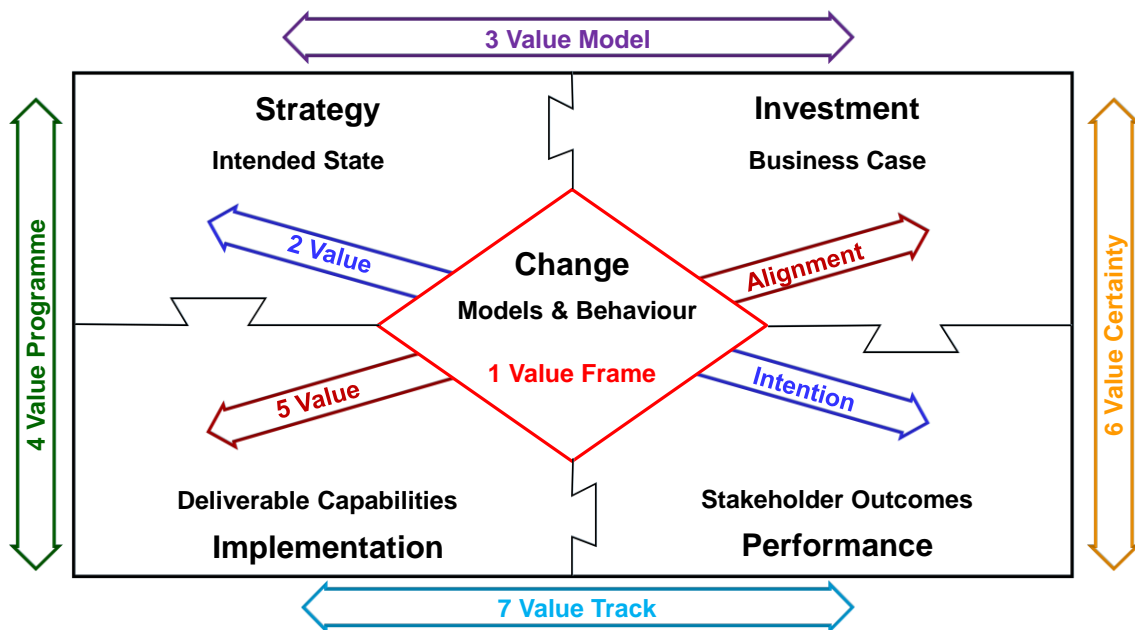 3 Value Model
Strategy
Investment
Intended State
Business Case
2 Value
Alignment
Change
Models & Behaviour
1 Value Frame
4 Value Programme
6 Value Certainty
5 Value
Intention
Deliverable Capabilities
Stakeholder Outcomes
Implementation
Performance
7 Value Track